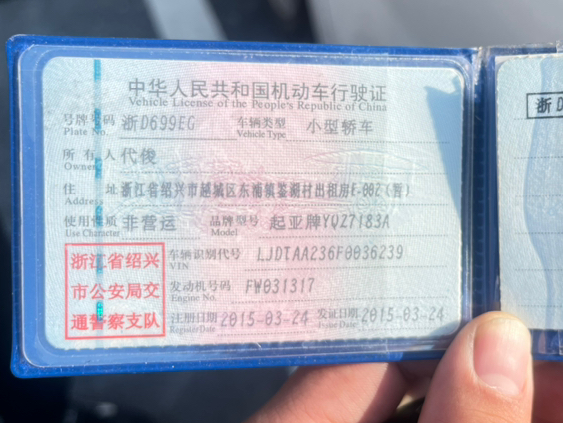 中华人民共和国机动车行驶证
Vehicle License of the People's Republic of China
号牌号码 浙D699EG 车辆类型 小型轿车
Plate No. Vehicle Type
所有人 代俊
Owner
住址 浙江省绍兴市越城区东浦镇鉴湖村出租房F-002(暂)
Address
使用性质 非营运 品牌型号 起亚牌YQZ7183A
Use Character Model
浙江省绍兴
市公安局交
通警察支队
车辆识别代号 LJDTAA236F0036239
VIN
发动机号码 FW031317
Engine No.
注册日期 2015-03-24 发证日期 2015-03-24
Register Date Issue Date
浙D